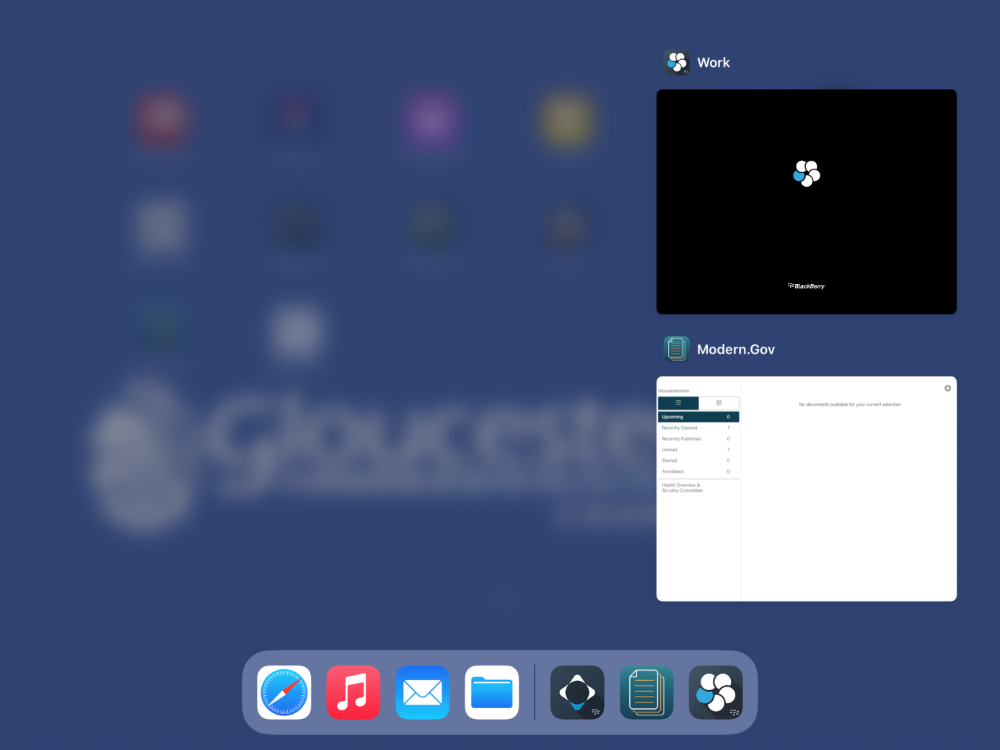 Work
BlackBerry
Modern.Gov
Gloucestershire
No documents available for your current selection
Upcoming 0
Recently Opened 1
Recently Published 0
Unread 1
Starred 0
Annotated 0
Health Overview &
Scrutiny Committee
Glouceste